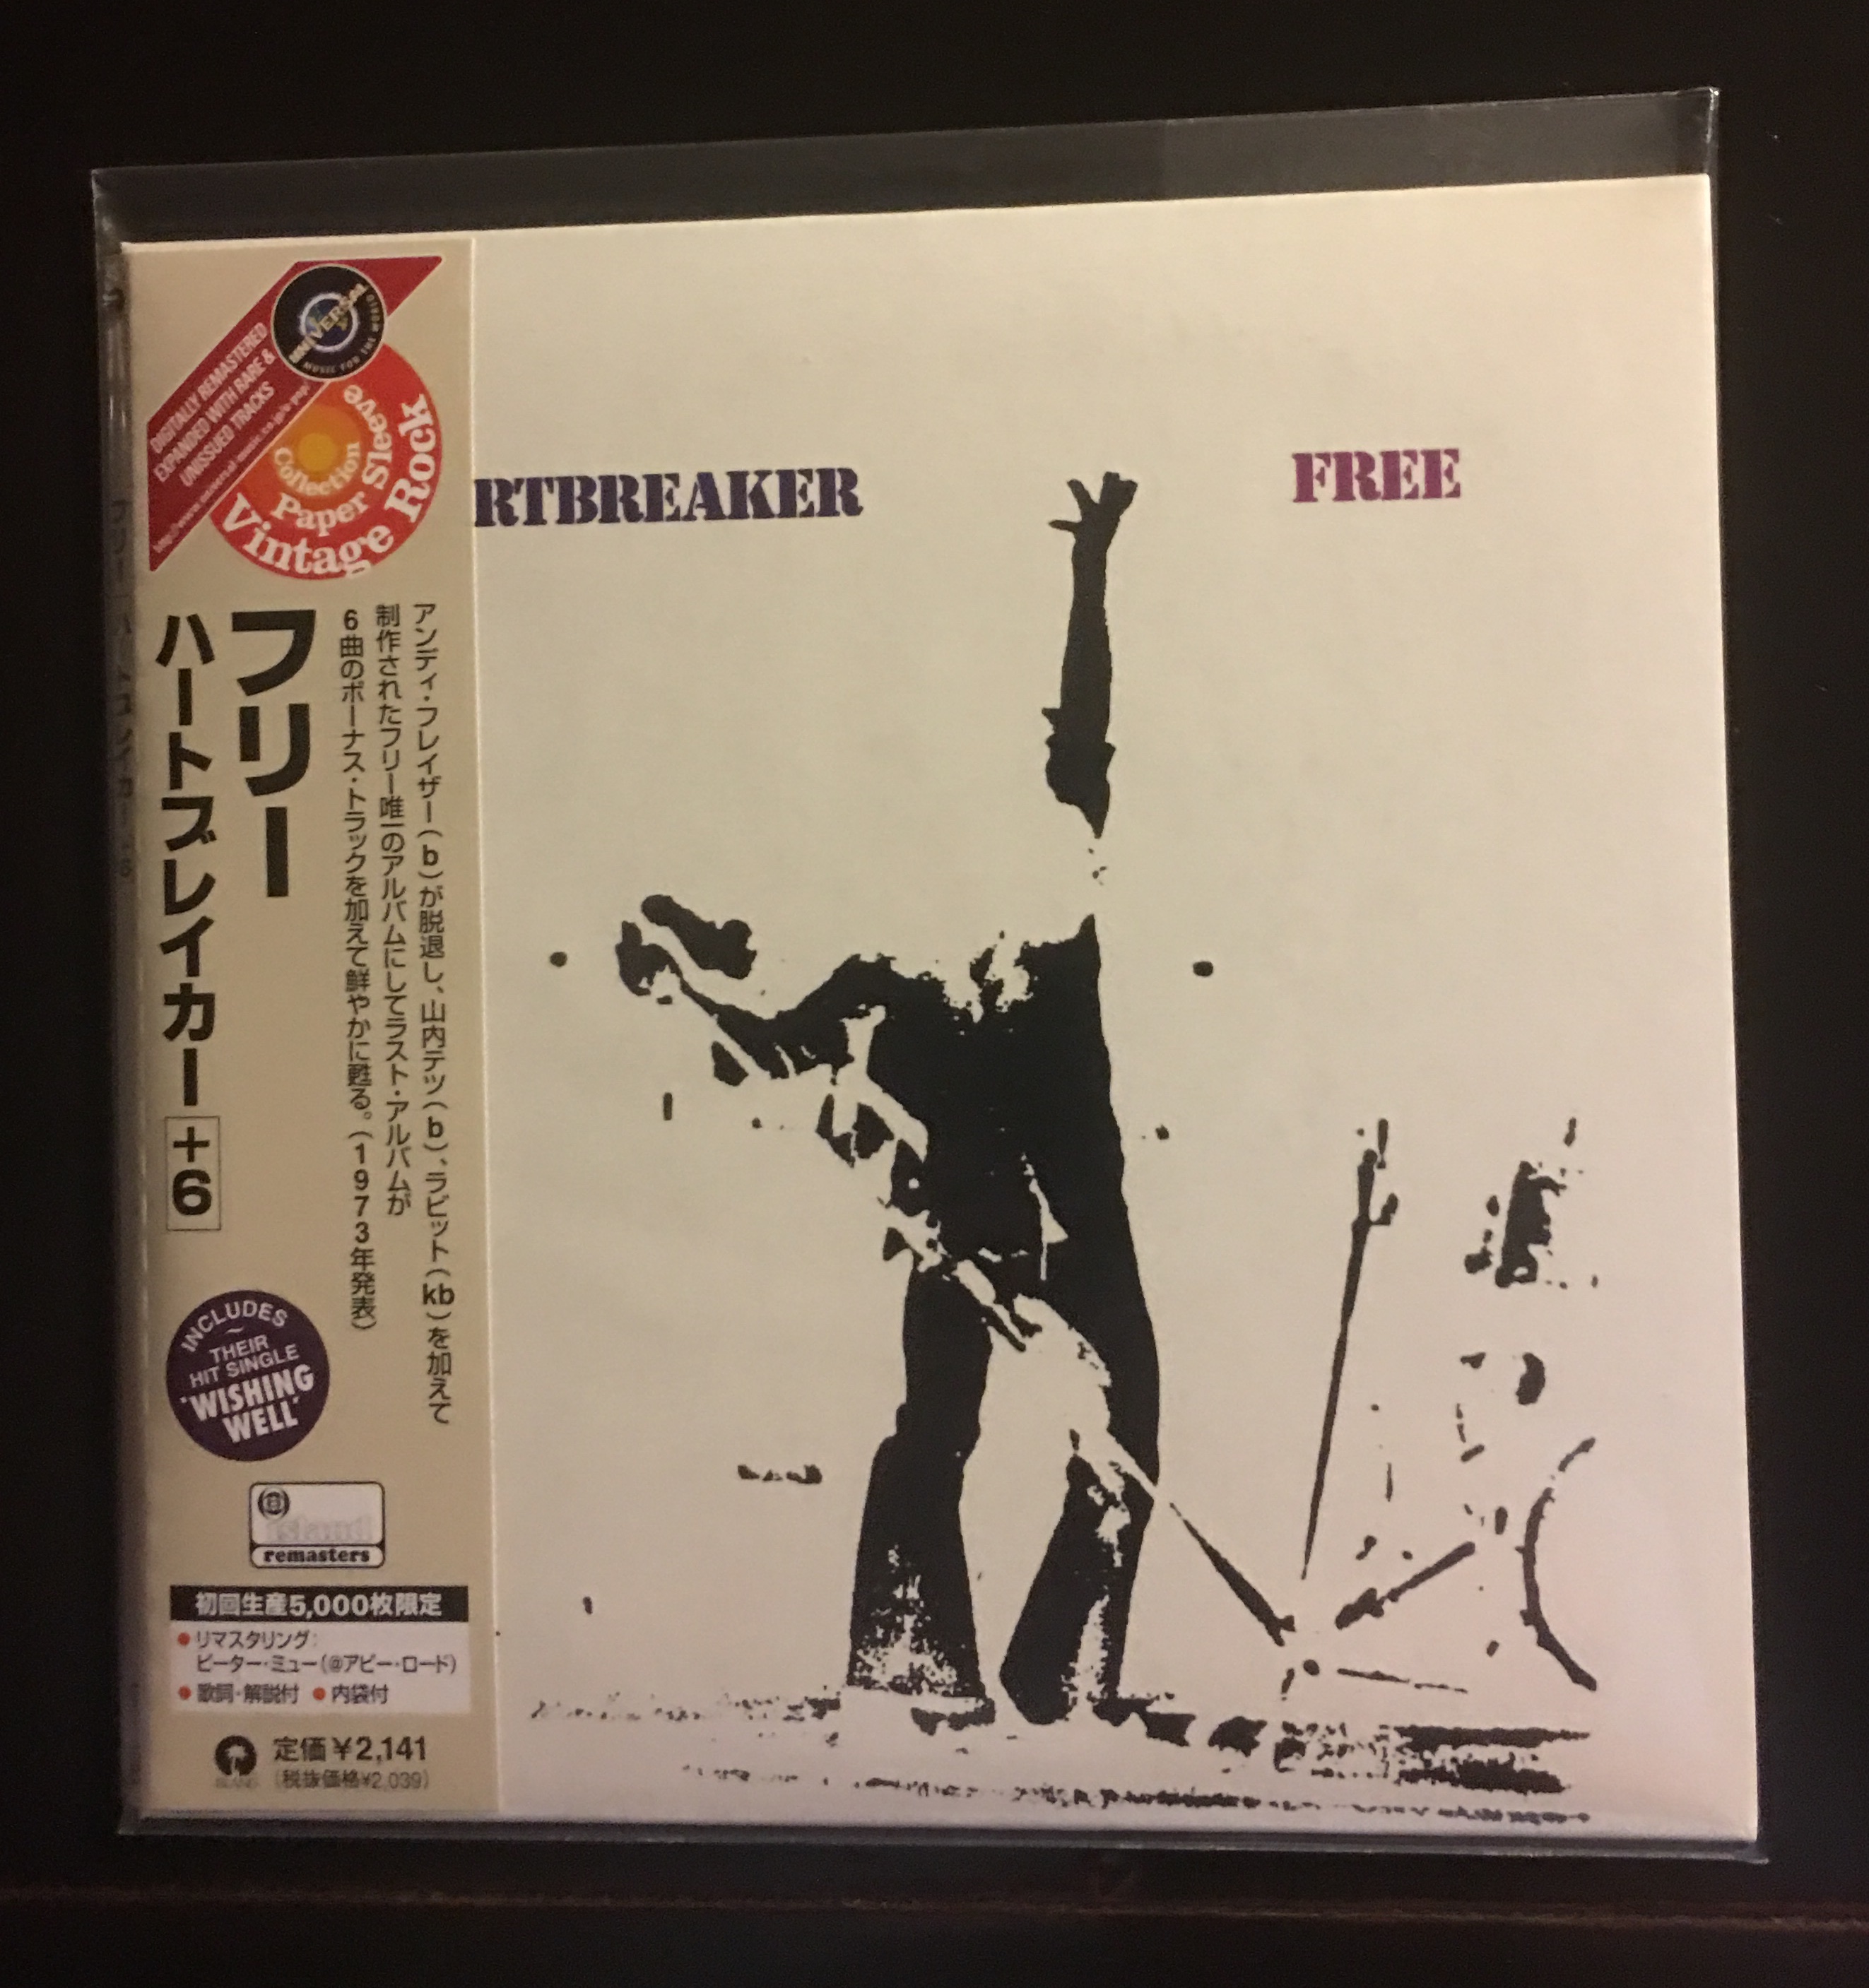 DIGITALLY REMASTERED
EXPANDED WITH RARE &
UNISSUED TRACKS
UNIVERSAL
MUSIC FOR THE WORLD
Vintage Rock
Paper Sleeve
Collection
RTBREAKER
FREE
アンディ・フレイザー(b)が脱退し、山内テツ(b)、ラビット(kb)を加えて
制作されたフリー唯一のアルバムにしてラスト・アルバムが
6曲のボーナス・トラックを加えて鮮やかに甦る。(1973年発表)
フリー
ハートブレイカー+6
INCLUDES
THEIR
HIT SINGLE
'WISHING
WELL'
island
remasters
初回生産5,000枚限定
●リマスタリング:
ピーター・ミュー(@アビー・ロード)
●歌詞・解説付 ●内袋付
ISLAND
定価¥2,141
(税抜価格¥2,039)